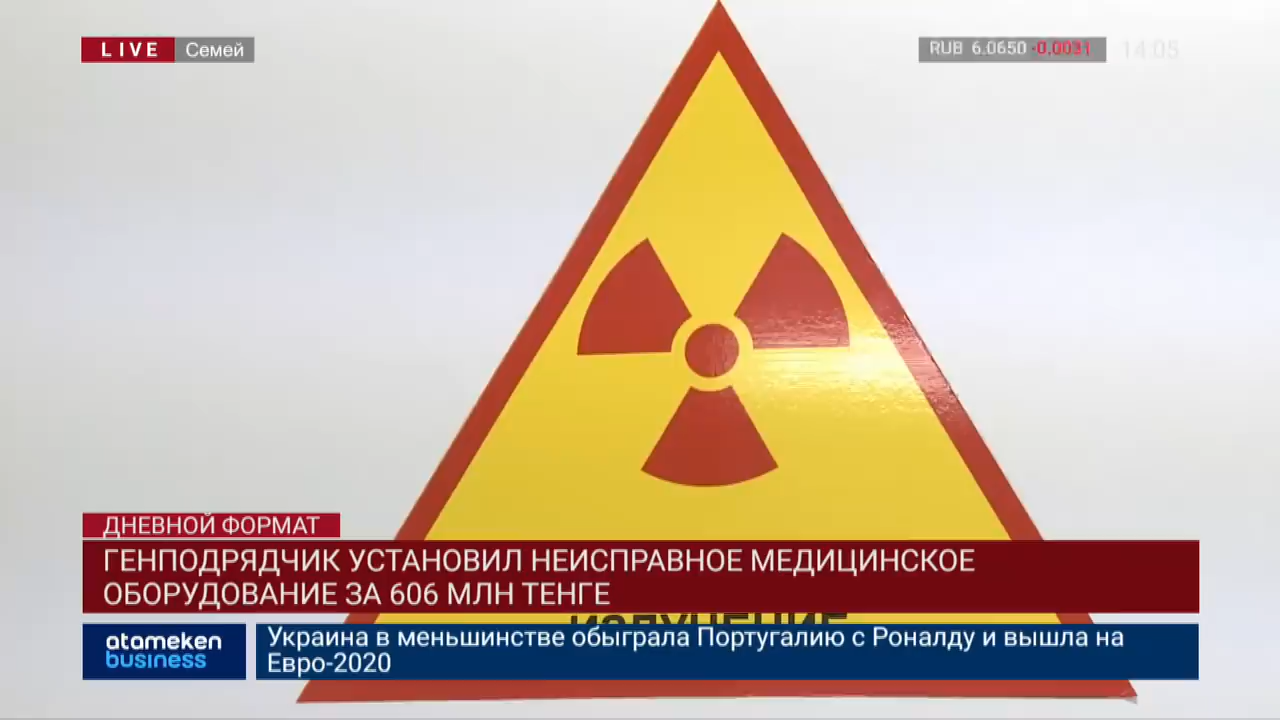 LIVE Семей
RUB 6.0650 -0.0031 14:05
ДНЕВНОЙ ФОРМАТ
ГЕНПОДРЯДЧИК УСТАНОВИЛ НЕИСПРАВНОЕ МЕДИЦИНСКОЕ
ОБОРУДОВАНИЕ ЗА 606 МЛН ТЕНГЕ
ИЗЛУЧЕНИЕ
atameken
business
Украина в меньшинстве обыграла Португалию с Роналду и вышла на
Евро-2020